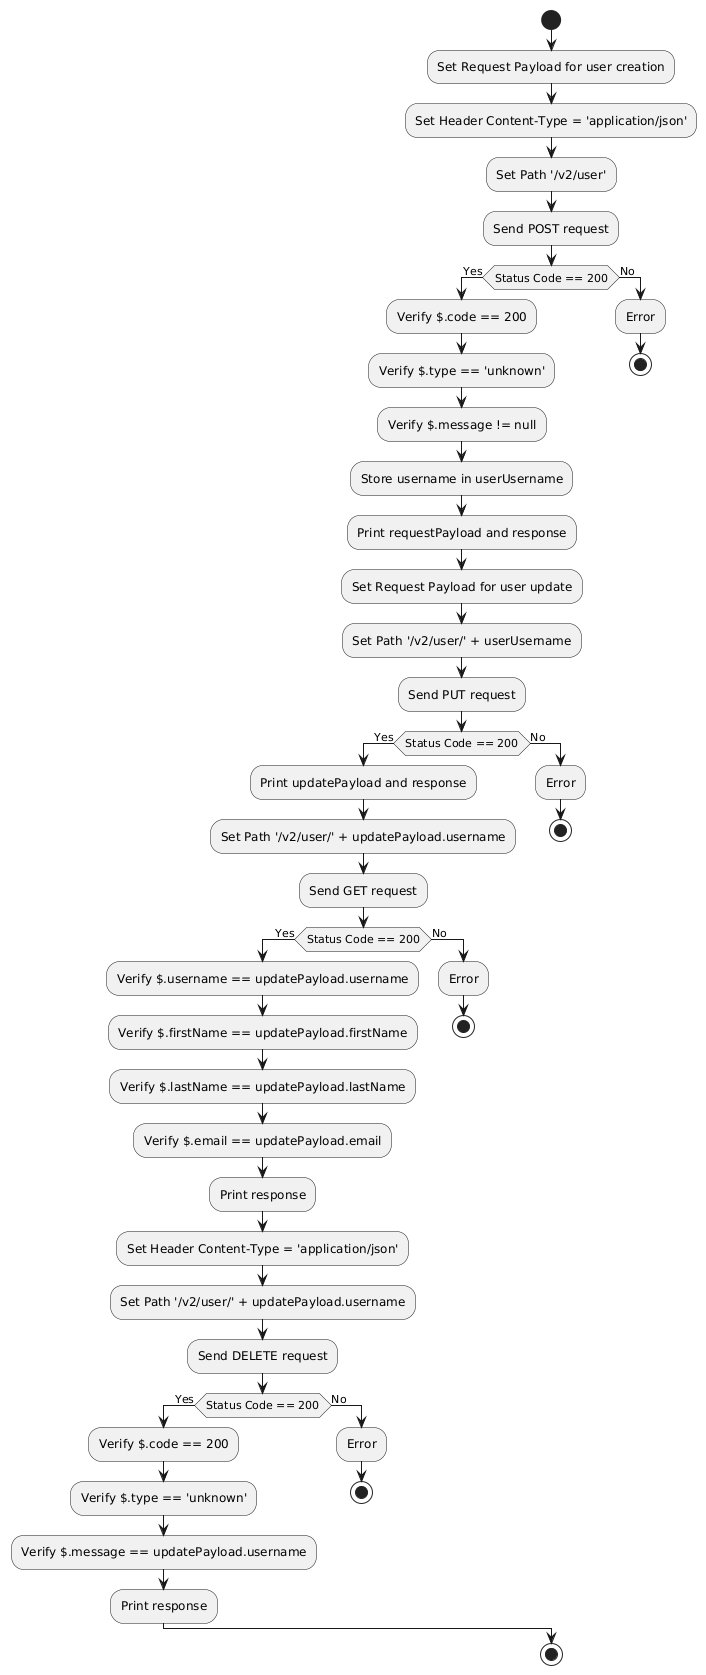 Set Request Payload for user creation
Set Header Content-Type = 'application/json'
Set Path '/v2/user'
Send POST request
Yes
Status Code == 200
No
Verify $.code == 200
Error
Verify $.type == 'unknown'
Verify $.message != null
Store username in userUsername
Print requestPayload and response
Set Request Payload for user update
Set Path '/v2/user/' + userUsername
Send PUT request
Yes
Status Code == 200
No
Print updatePayload and response
Error
Set Path '/v2/user/' + updatePayload.username
Send GET request
Yes
Status Code == 200
No
Verify $.username == updatePayload.username
Error
Verify $.firstName == updatePayload.firstName
Verify $.lastName == updatePayload.lastName
Verify $.email == updatePayload.email
Print response
Set Header Content-Type = 'application/json'
Set Path '/v2/user/' + updatePayload.username
Send DELETE request
Yes
Status Code == 200
No
Verify $.code == 200
Error
Verify $.type == 'unknown'
Verify $.message == updatePayload.username
Print response